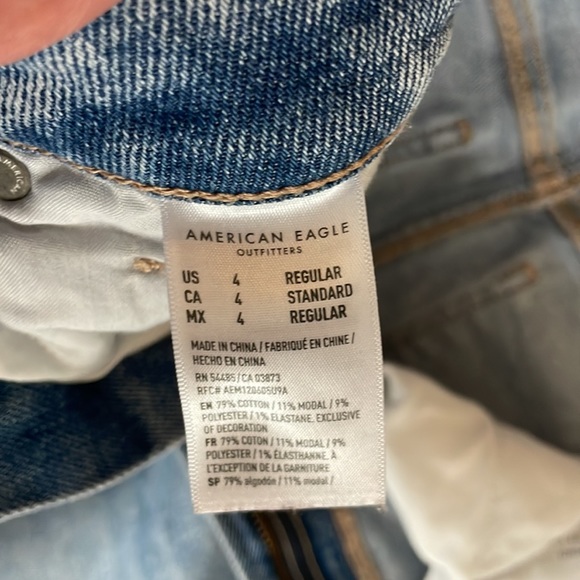 AMERICAN EAGLE
OUTFITTERS
US 4 REGULAR
CA 4 STANDARD
MX 4 REGULAR
MADE IN CHINA / FABRIQUÉ EN CHINE /
HECHO EN CHINA
RN 54485 / CA 03873
RFC# AEM120605U9A
EN 79% COTTON / 11% MODAL / 9%
POLYESTER / 1% ELASTANE, EXCLUSIVE
OF DECORATION
FR 79% COTON / 11% MODAL / 9%
POLYESTER / 1% ÉLASTHANNE, À
L'EXCEPTION DE LA GARNITURE
SP 79% algodón / 11% modal /